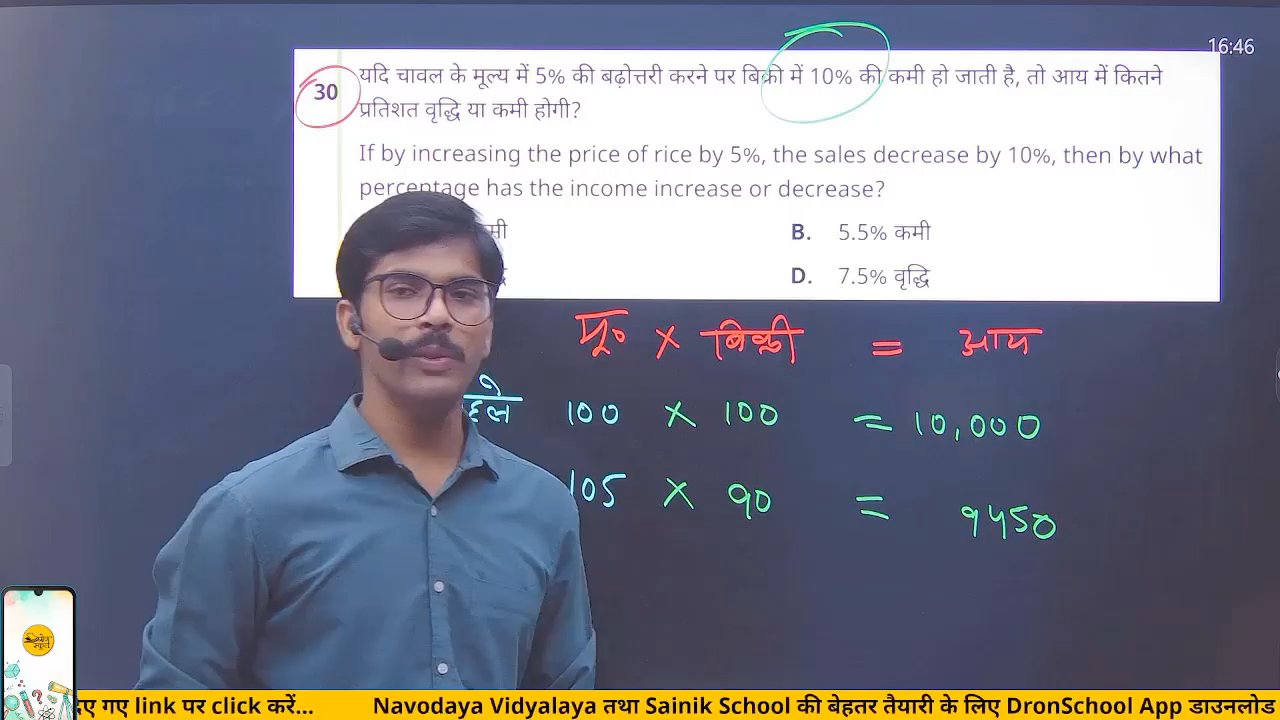 16:46
30 यदि चावल के मूल्य में 5% की बढ़ोत्तरी करने पर बिक्री में 10% की कमी हो जाती है, तो आय में कितने
प्रतिशत वृद्धि या कमी होगी?
If by increasing the price of rice by 5%, the sales decrease by 10%, then by what
percentage has the income increase or decrease?
B. 5.5% कमी
D. 7.5% वृद्धि
मू० × बिक्री = आय
100 × 100 = 10,000
105 × 90 = 9450
गए link पर click करें... Navodaya Vidyalaya तथा Sainik School की बेहतर तैयारी के लिए DronSchool App डाउनलोड